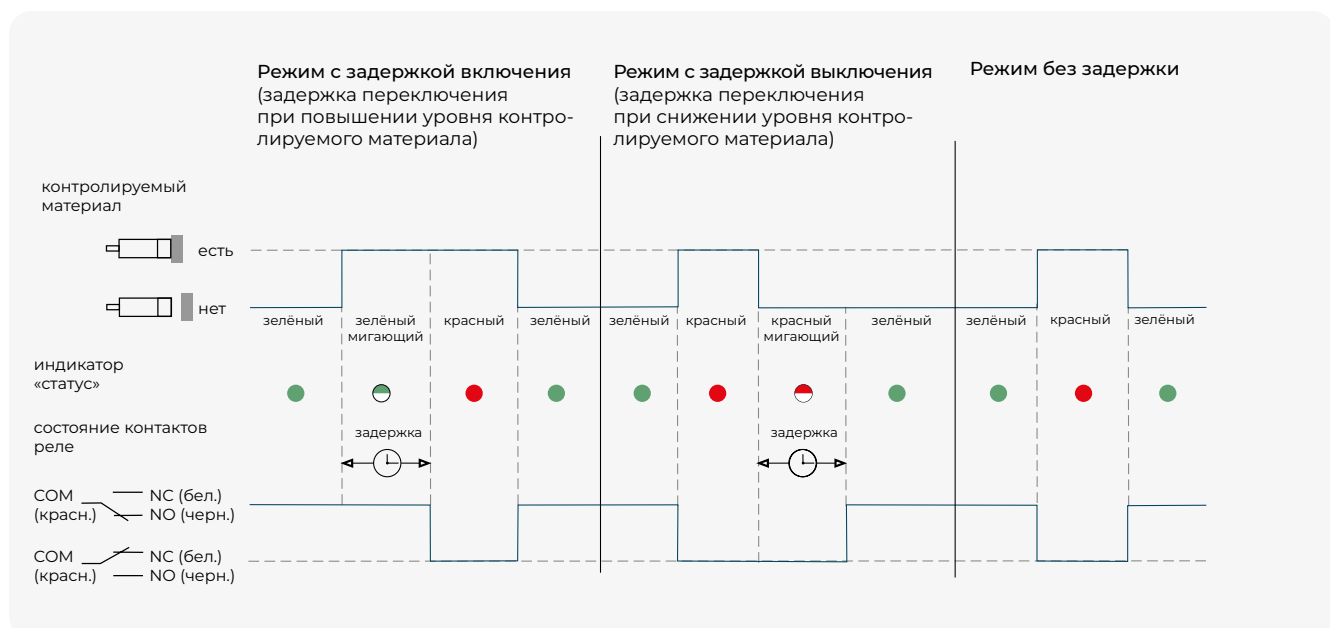 Режим с задержкой включения
(задержка переключения
при повышении уровня контро-
лируемого материала)
Режим с задержкой выключения
(задержка переключения
при снижении уровня контро-
лируемого материала)
Режим без задержки
контролируемый
материал
есть
нет
зелёный
зелёный
мигающий
красный
зелёный
зелёный
красный
красный
мигающий
зелёный
зелёный
красный
зелёный
индикатор
«статус»
состояние контактов
реле
задержка
задержка
COM
(красн.)
NC (бел.)
NO (черн.)
COM
(красн.)
NC (бел.)
NO (черн.)